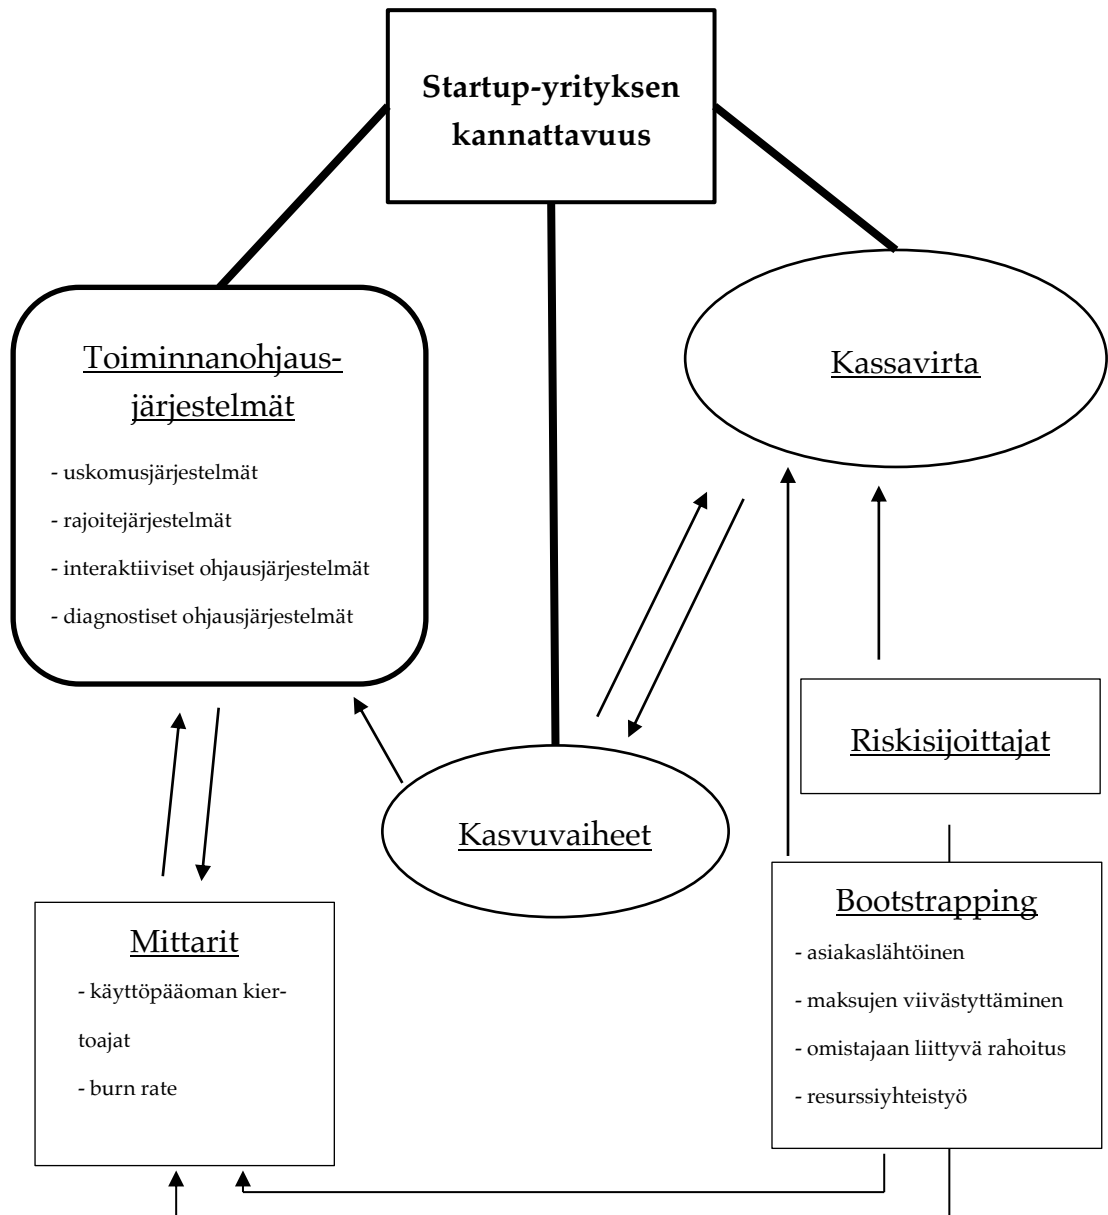 Startup-yrityksen
kannattavuus
Toiminnanohjaus-
järjestelmät
- uskomusjärjestelmät
- rajoitejärjestelmät
- interaktiiviset ohjausjärjestelmät
- diagnostiset ohjausjärjestelmät
Kassavirta
Riskisijoittajat
Kasvuvaiheet
Mittarit
- käyttöpääoman kier-
toajat
- burn rate
Bootstrapping
- asiakaslähtöinen
- maksujen viivästyttäminen
- omistajaan liittyvä rahoitus
- resurssiyhteistyö